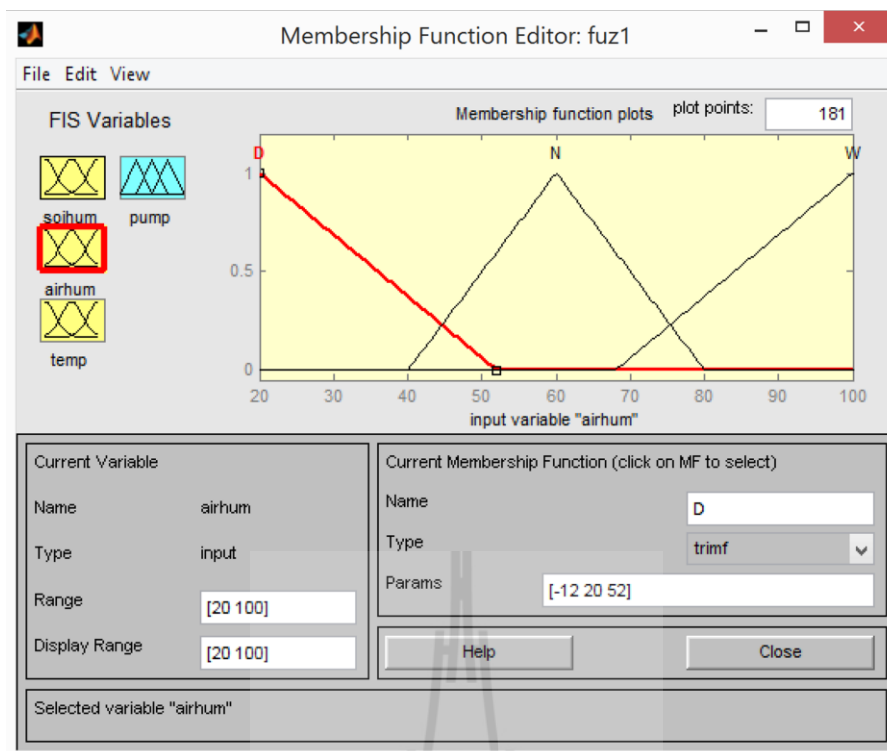 Membership Function Editor: fuz1
File Edit View
FIS Variables
Membership function plots
plot points:
181
soihum
pump
airhum
temp
D
N
W
1
0.5
0
20 30 40 50 60 70 80 90 100
input variable "airhum"
Current Variable
Name airhum
Type input
Range [20 100]
Display Range [20 100]
Current Membership Function (click on MF to select)
Name D
Type trimf
Params [-12 20 52]
Help Close
Selected variable "airhum"